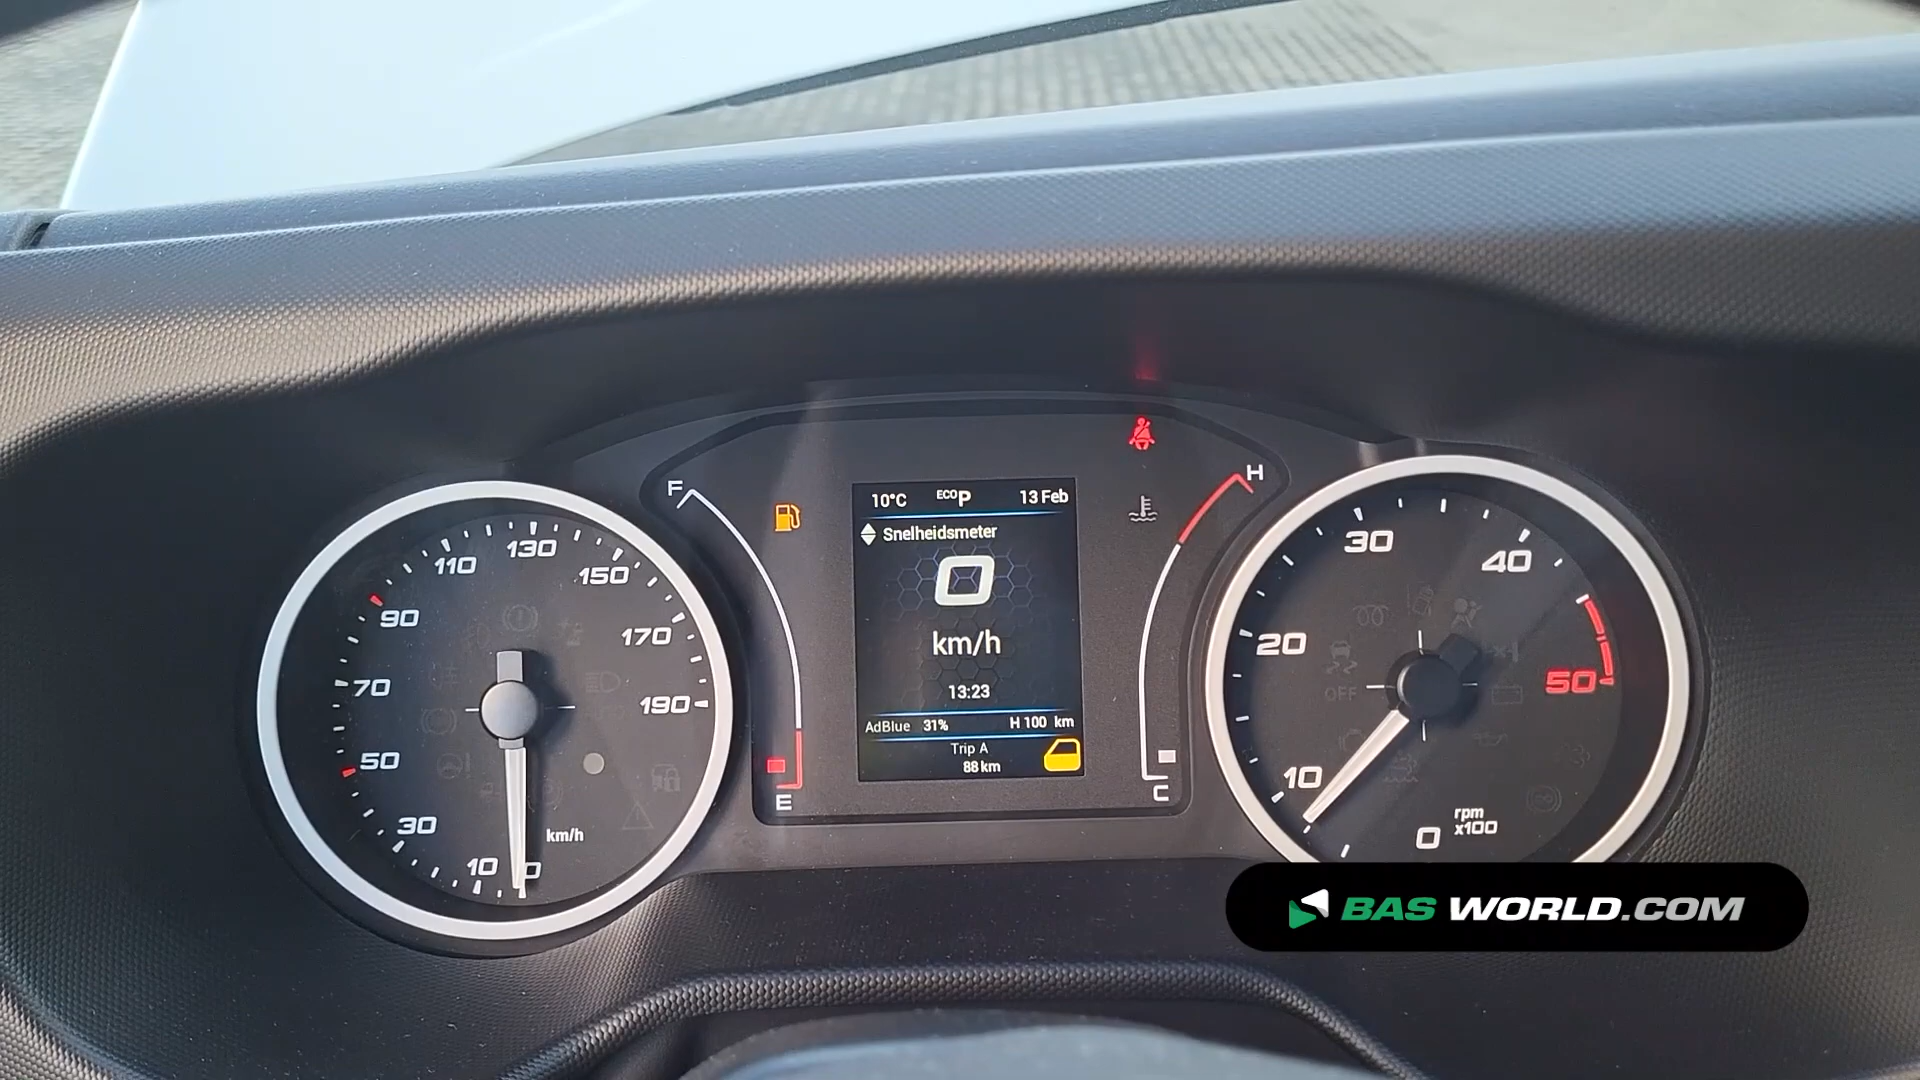 F
H
10°C ECO P 13 Feb
Snelheidsmeter
0
km/h
13:23
AdBlue 31% H 100 km
Trip A
88 km
E
C
10 30 50 70 90 110 130 150 170 190
0
km/h
0 10 20 30 40 50
rpm
x100
OFF
BAS WORLD.COM